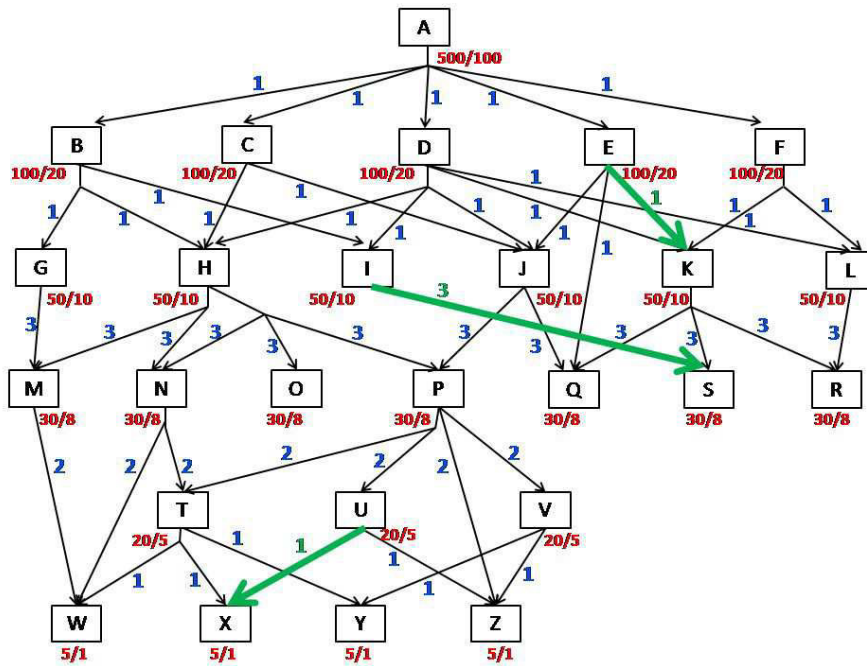 A
500/100
1 1 1 1 1
B C D E F
100/20 100/20 100/20 100/20 100/20
1 1 1 1 1 1 1 1 1 1 1 1 1 1
G H I J K L
50/10 50/10 50/10 50/10 50/10 50/10
3 3 3 3 3 3 3 3 3 3 3 3
M N O P Q S R
30/8 30/8 30/8 30/8 30/8 30/8 30/8
2 2 2 2 2 2 2
T U V
20/5 20/5 20/5
1 1 1 1 1 1 1
W X Y Z
5/1 5/1 5/1 5/1